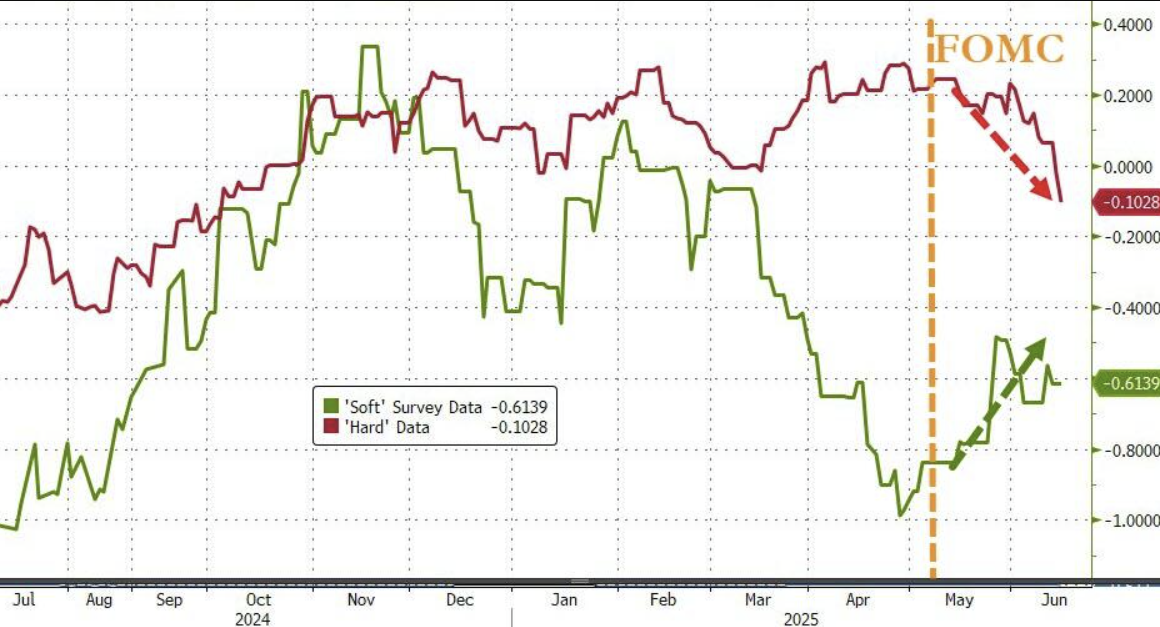 0.4000
FOMC
0.2000
0.0000
-0.1028
-0.2000
-0.4000
-0.6139
'Soft' Survey Data -0.6139
'Hard' Data -0.1028
-0.8000
-1.0000
Jul Aug Sep Oct Nov Dec Jan Feb Mar Apr May Jun
2024 2025